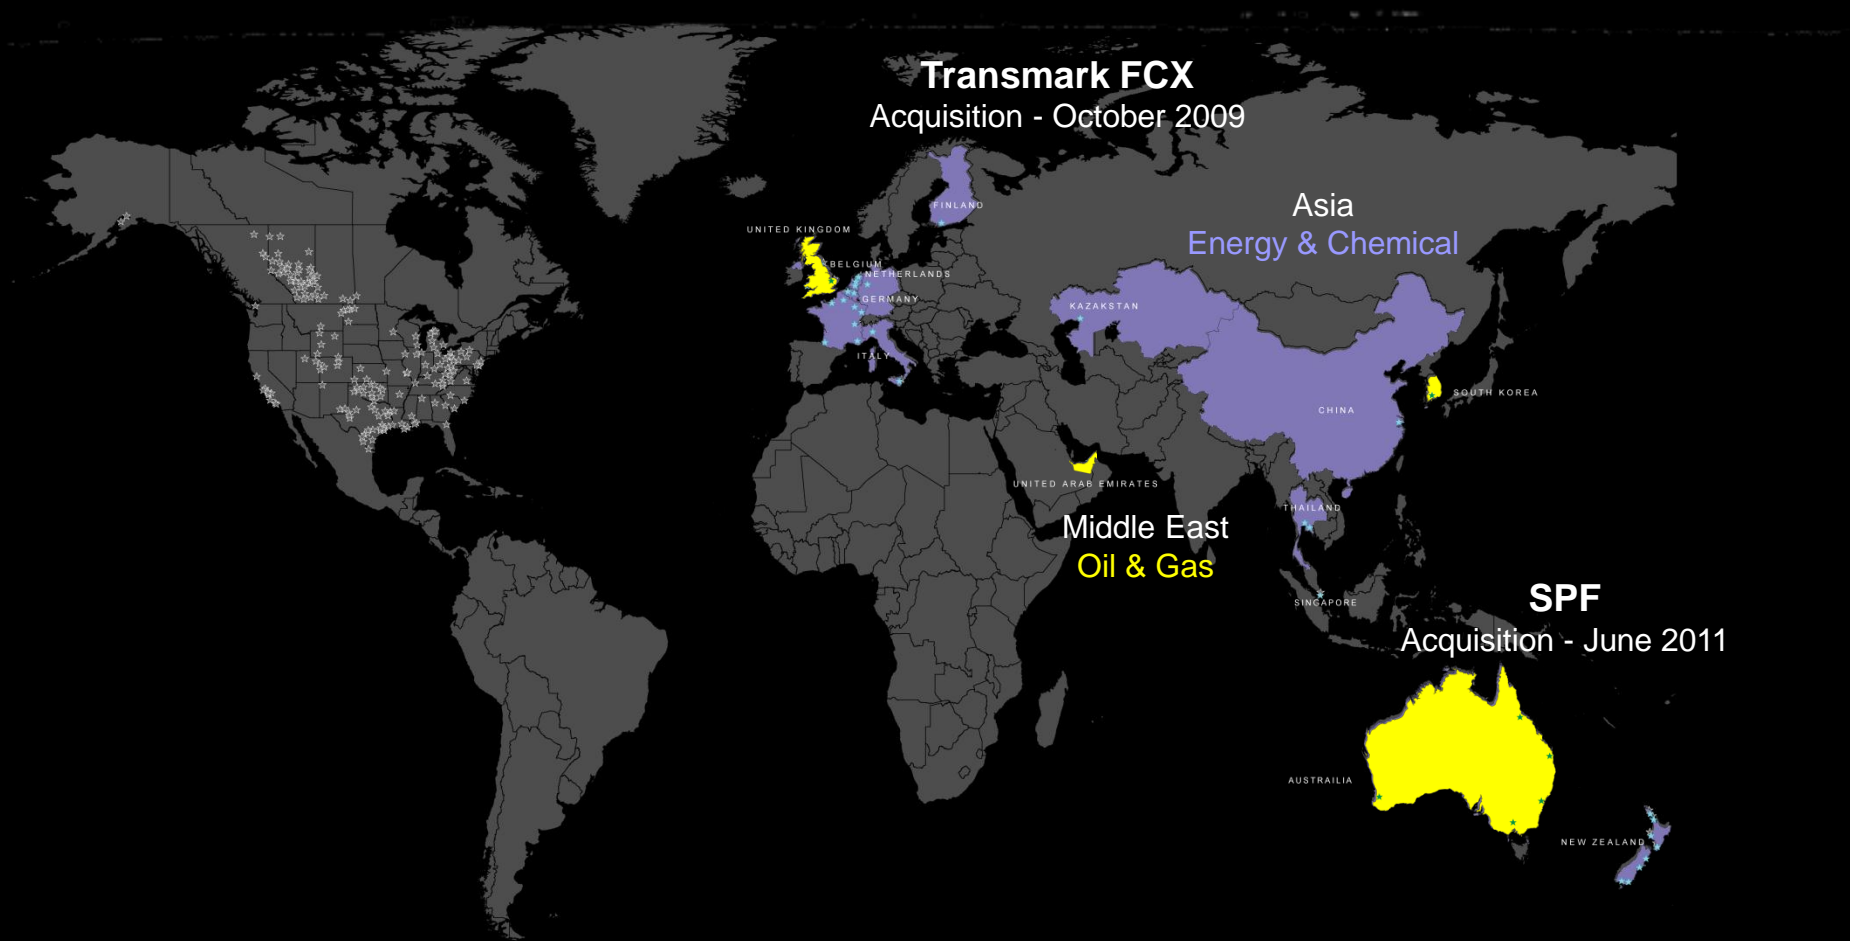 Transmark FCX
Acquisition - October 2009
Asia
Energy & Chemical
FINLAND
UNITED KINGDOM
BELGIUM
NETHERLANDS
GERMANY
KAZAKSTAN
ITALY
SOUTH KOREA
CHINA
UNITED ARAB EMIRATES
THAILAND
Middle East
Oil & Gas
SINGAPORE
SPF
Acquisition - June 2011
AUSTRAILIA
NEW ZEALAND